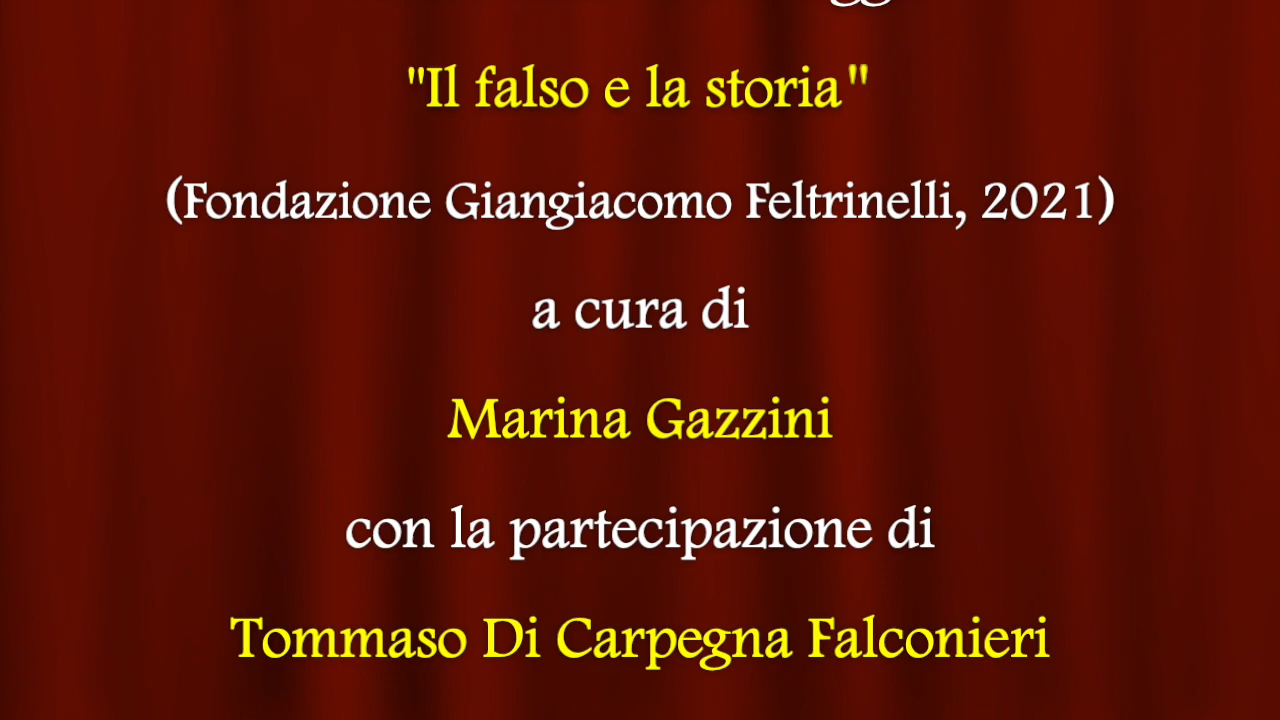 "Il falso e la storia"
(Fondazione Giangiacomo Feltrinelli, 2021)
a cura di
Marina Gazzini
con la partecipazione di
Tommaso Di Carpegna Falconieri